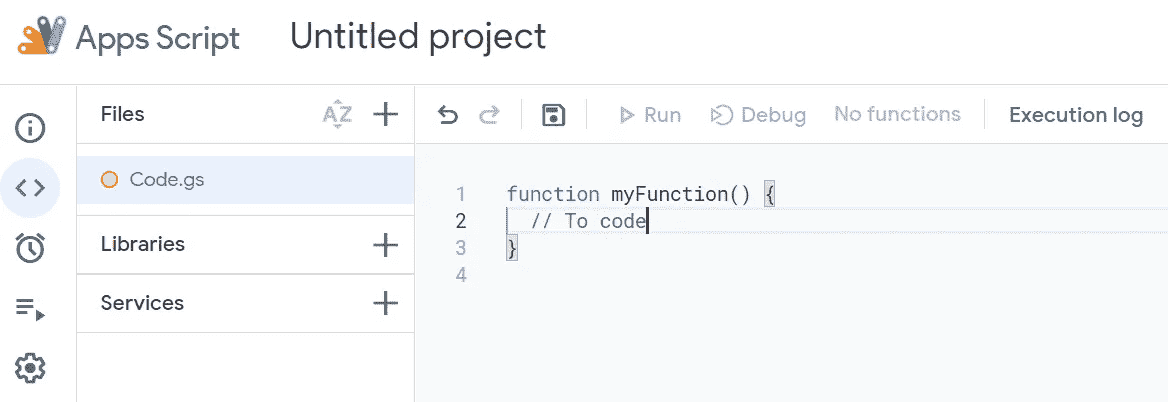 Apps Script Untitled project
Files AZ
Run Debug No functions Execution log
Code.gs
1 function myFunction() {
2 // To code
3 }
4
Libraries
Services